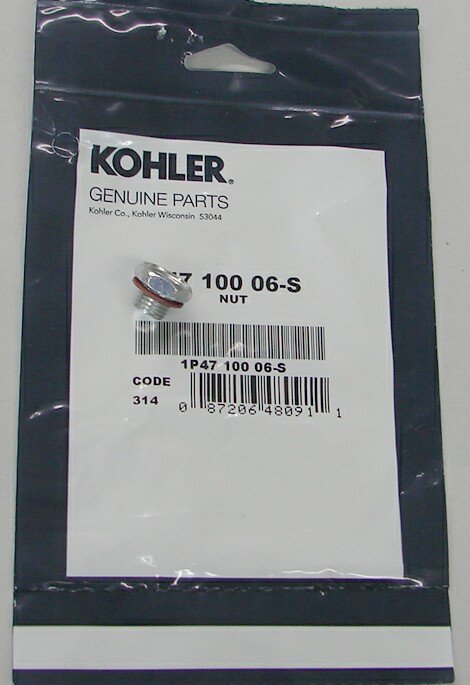 KOHLER®
GENUINE PARTS
Kohler Co., Kohler Wisconsin 53044
47 100 06-S
NUT
1P47 100 06-S
CODE
314
0 87206 48091 1